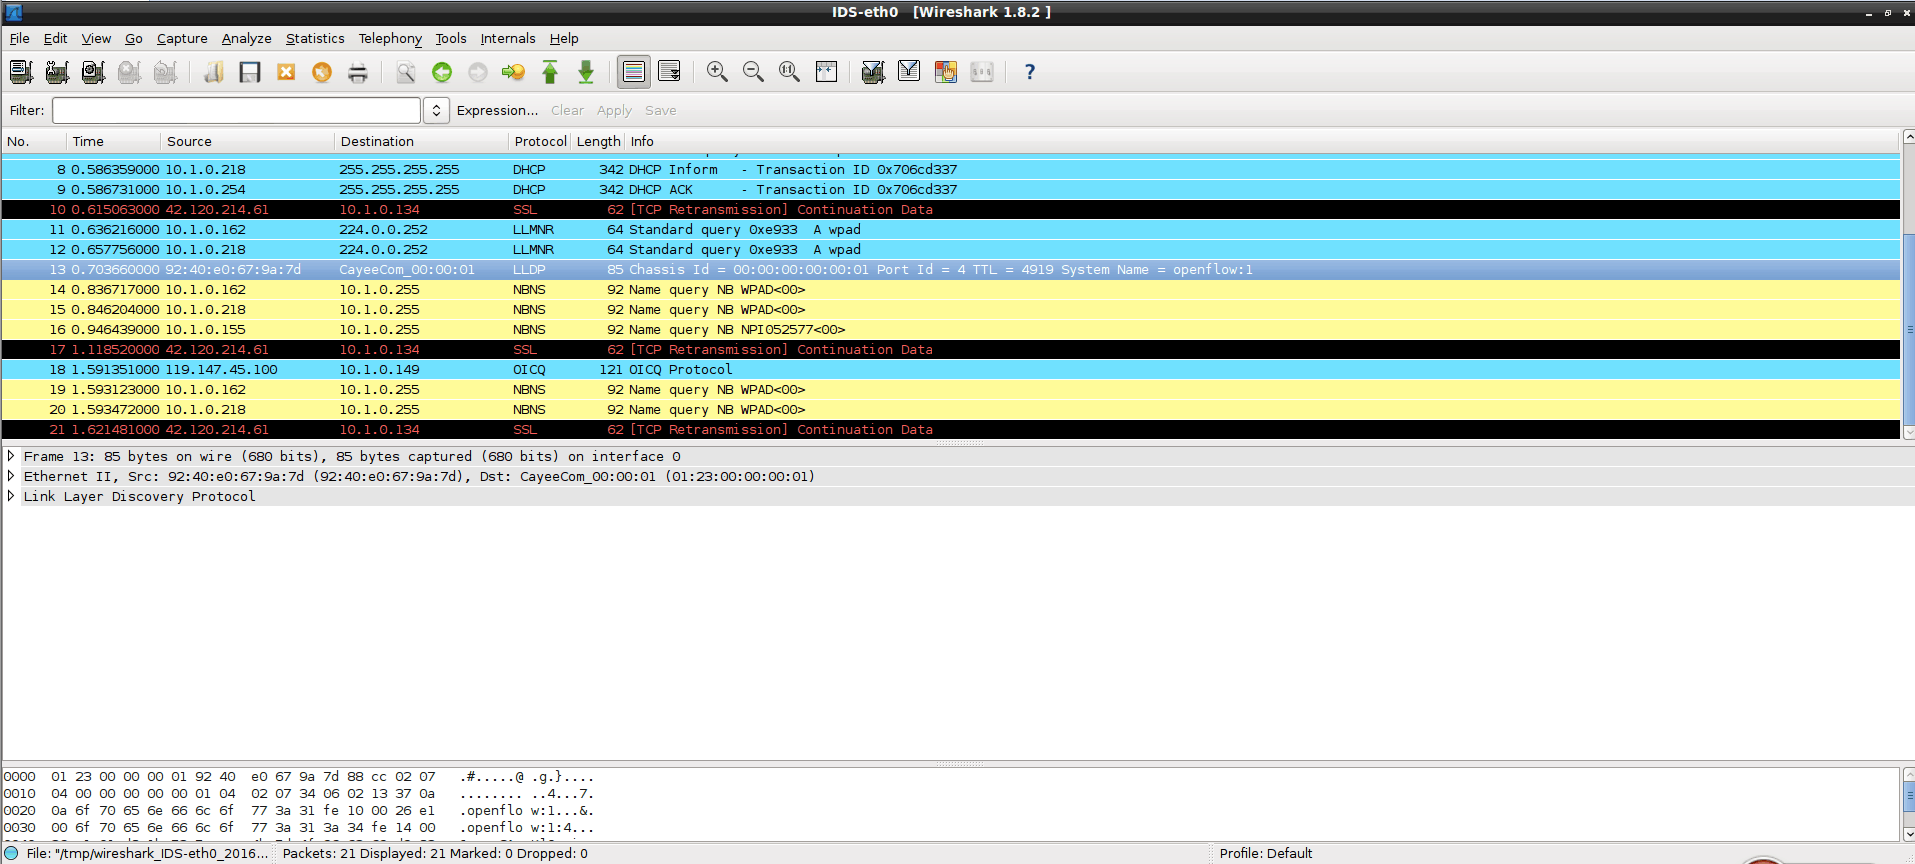 IDS-eth0 [Wireshark 1.8.2 ]
File Edit View Go Capture Analyze Statistics Telephony Tools Internals Help
Filter: Expression... Clear Apply Save
No. Time Source Destination Protocol Length Info
8 0.586359000 10.1.0.218 255.255.255.255 DHCP 342 DHCP Inform - Transaction ID 0x706cd337
9 0.586731000 10.1.0.254 255.255.255.255 DHCP 342 DHCP ACK - Transaction ID 0x706cd337
10 0.615063000 42.120.214.61 10.1.0.134 SSL 62 [TCP Retransmission] Continuation Data
11 0.636216000 10.1.0.162 224.0.0.252 LLMNR 64 Standard query 0xe933 A wpad
12 0.657756000 10.1.0.218 224.0.0.252 LLMNR 64 Standard query 0xe933 A wpad
13 0.703660000 92:40:e0:67:9a:7d CayeeCom_00:00:01 LLDP 85 Chassis Id = 00:00:00:00:00:01 Port Id = 4 TTL = 4919 System Name = openflow:1
14 0.836717000 10.1.0.162 10.1.0.255 NBNS 92 Name query NB WPAD<00>
15 0.846204000 10.1.0.218 10.1.0.255 NBNS 92 Name query NB WPAD<00>
16 0.946439000 10.1.0.155 10.1.0.255 NBNS 92 Name query NB NPI052577<00>
17 1.118520000 42.120.214.61 10.1.0.134 SSL 62 [TCP Retransmission] Continuation Data
18 1.591351000 119.147.45.100 10.1.0.149 OICQ 121 OICQ Protocol
19 1.593123000 10.1.0.162 10.1.0.255 NBNS 92 Name query NB WPAD<00>
20 1.593472000 10.1.0.218 10.1.0.255 NBNS 92 Name query NB WPAD<00>
21 1.621481000 42.120.214.61 10.1.0.134 SSL 62 [TCP Retransmission] Continuation Data
Frame 13: 85 bytes on wire (680 bits), 85 bytes captured (680 bits) on interface 0
Ethernet II, Src: 92:40:e0:67:9a:7d (92:40:e0:67:9a:7d), Dst: CayeeCom_00:00:01 (01:23:00:00:00:01)
Link Layer Discovery Protocol
0000 01 23 00 00 00 01 92 40 e0 67 9a 7d 88 cc 02 07 .#.....@ .g.}....
0010 04 00 00 00 00 00 01 04 02 07 34 06 02 13 37 0a ........ ..4...7.
0020 0a 6f 70 65 6e 66 6c 6f 77 3a 31 fe 10 00 26 e1 .openflo w:1...&.
0030 00 6f 70 65 6e 66 6c 6f 77 3a 31 3a 34 fe 14 00 .openflo w:1:4...
File: "/tmp/wireshark_IDS-eth0_2016... Packets: 21 Displayed: 21 Marked: 0 Dropped: 0 Profile: Default